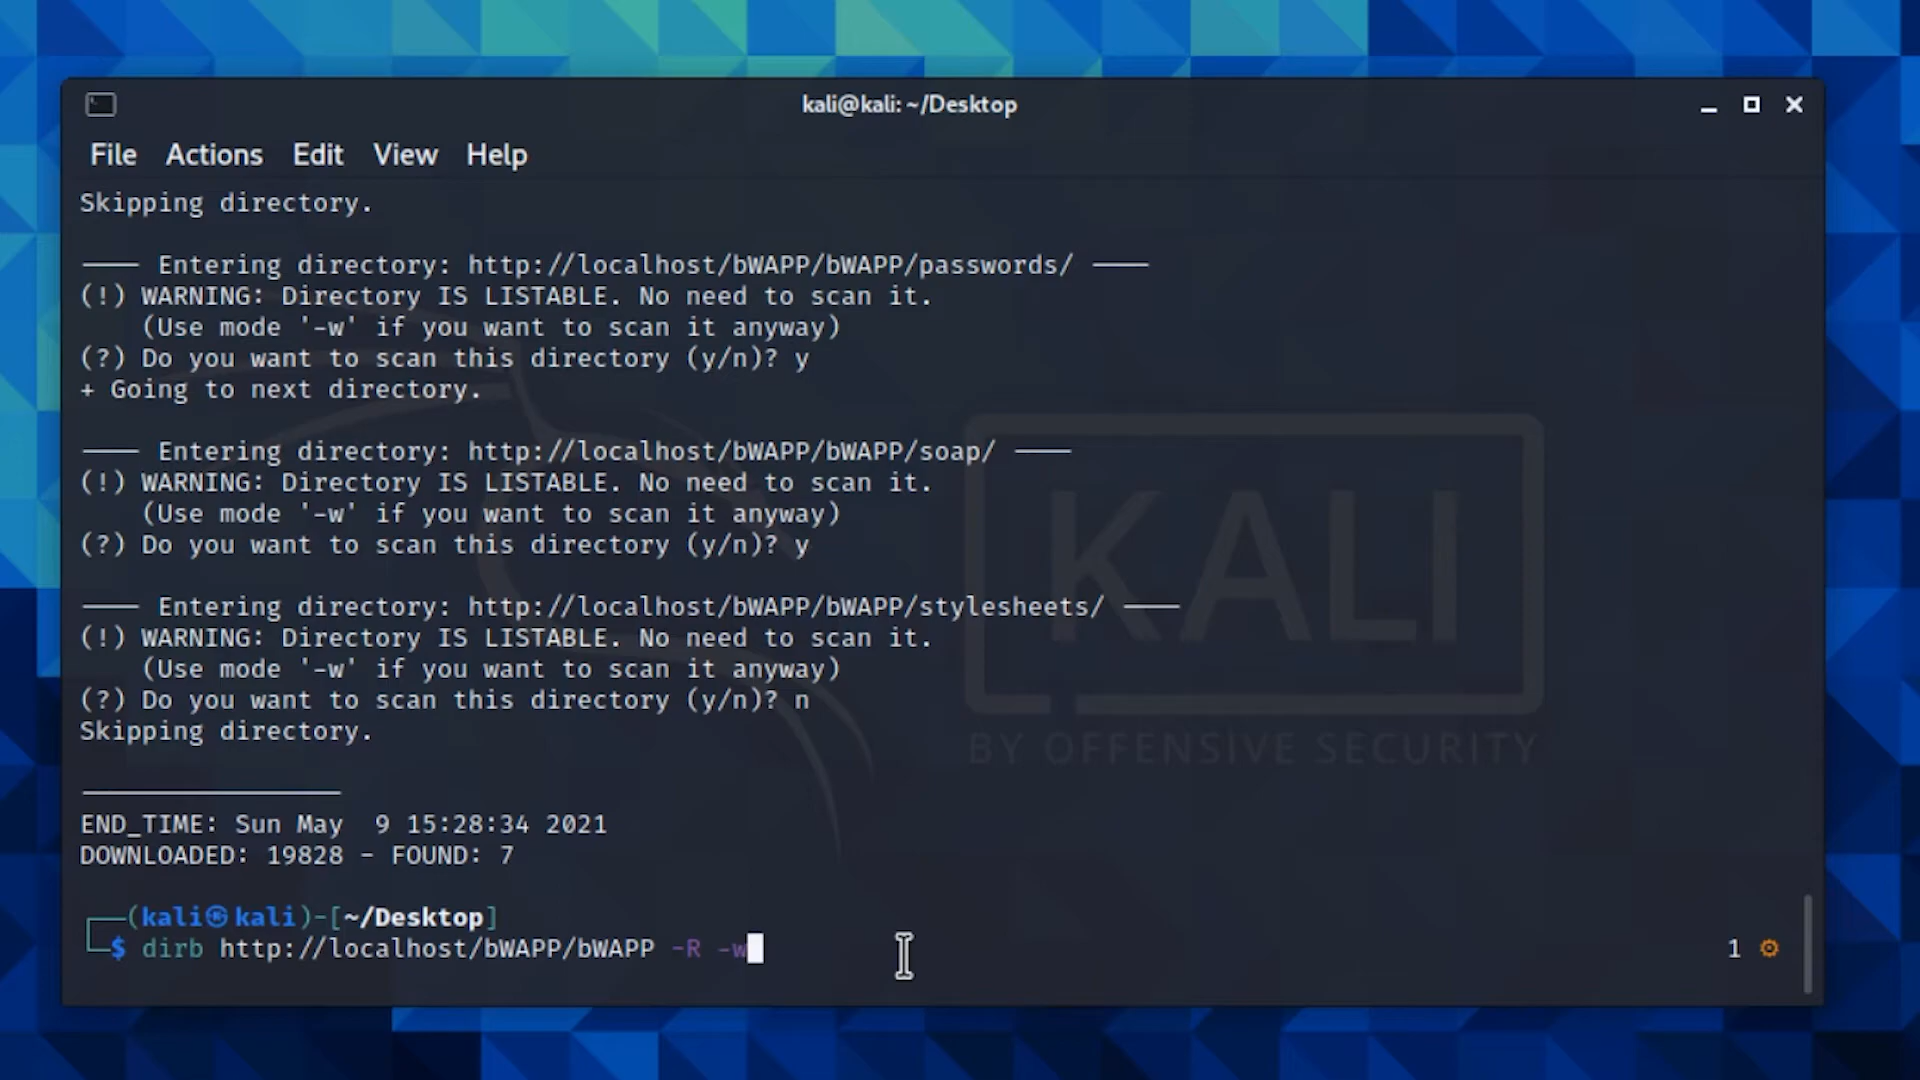 kali@kali: ~/Desktop
File Actions Edit View Help
Skipping directory.
—— Entering directory: http://localhost/bWAPP/bWAPP/passwords/ ——
(!) WARNING: Directory IS LISTABLE. No need to scan it.
(Use mode '-w' if you want to scan it anyway)
(?) Do you want to scan this directory (y/n)? y
+ Going to next directory.
—— Entering directory: http://localhost/bWAPP/bWAPP/soap/ ——
(!) WARNING: Directory IS LISTABLE. No need to scan it.
(Use mode '-w' if you want to scan it anyway)
(?) Do you want to scan this directory (y/n)? y
—— Entering directory: http://localhost/bWAPP/bWAPP/stylesheets/ ——
(!) WARNING: Directory IS LISTABLE. No need to scan it.
(Use mode '-w' if you want to scan it anyway)
(?) Do you want to scan this directory (y/n)? n
Skipping directory.
END_TIME: Sun May  9 15:28:34 2021
DOWNLOADED: 19828 - FOUND: 7
(kali㉿kali)-[~/Desktop]
$ dirb http://localhost/bWAPP/bWAPP -R -w
1
KALI
BY OFFENSIVE SECURITY